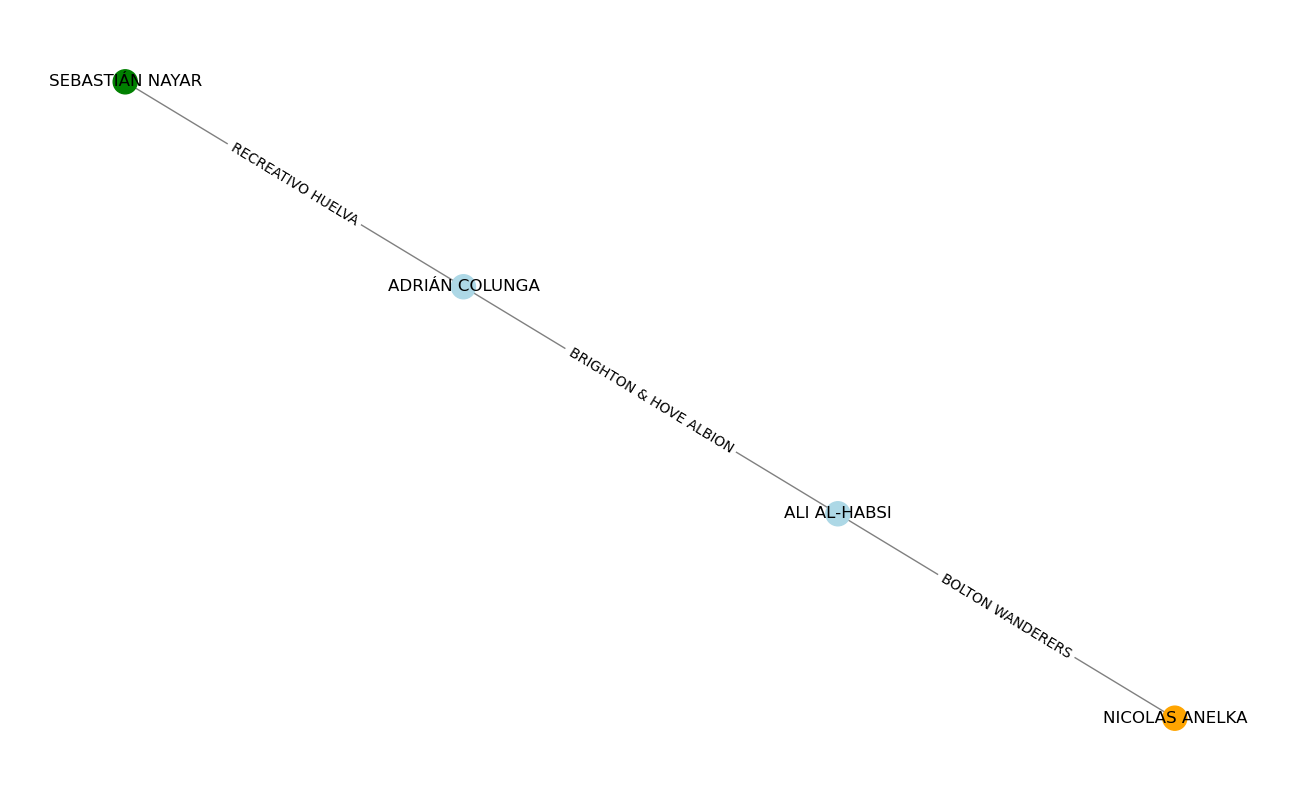 SEBASTIÁN NAYAR
RECREATIVO HUELVA
ADRIÁN COLUNGA
BRIGHTON & HOVE ALBION
ALI AL-HABSI
BOLTON WANDERERS
NICOLAS ANELKA